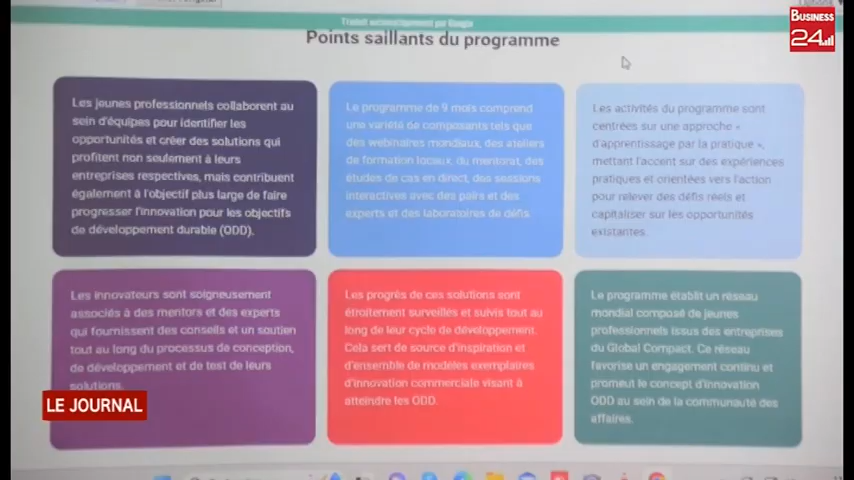 Traduit automatiquement par Google
BUSINESS
24
Points saillants du programme
Les jeunes professionnels collaborent au
sein d'équipes pour identifier les
opportunités et créer des solutions qui
profitent non seulement à leurs
entreprises respectives, mais contribuent
également à l'objectif plus large de faire
progresser l'innovation pour les objectifs
de développement durable (ODD).
Le programme de 9 mois comprend
une variété de composants tels que
des webinaires mondiaux, des ateliers
de formation locaux, du mentorat, des
études de cas en direct, des sessions
interactives avec des pairs et des
experts et des laboratoires de défis.
Les activités du programme sont
centrées sur une approche «
d'apprentissage par la pratique »,
mettant l'accent sur des expériences
pratiques et orientées vers l'action
pour relever des défis réels et
capitaliser sur les opportunités
existantes.
Les innovateurs sont soigneusement
associés à des mentors et des experts
qui fournissent des conseils et un soutien
tout au long du processus de conception,
de développement et de test de leurs
solutions.
Les progrès de ces solutions sont
étroitement surveillés et suivis tout au
long de leur cycle de développement.
Cela sert de source d'inspiration et
d'ensemble de modèles exemplaires
d'innovation commerciale visant à
atteindre les ODD.
Le programme établit un réseau
mondial composé de jeunes
professionnels issus des entreprises
du Global Compact. Ce réseau
favorise un engagement continu et
promeut le concept d'innovation
ODD au sein de la communauté des
affaires.
LE JOURNAL